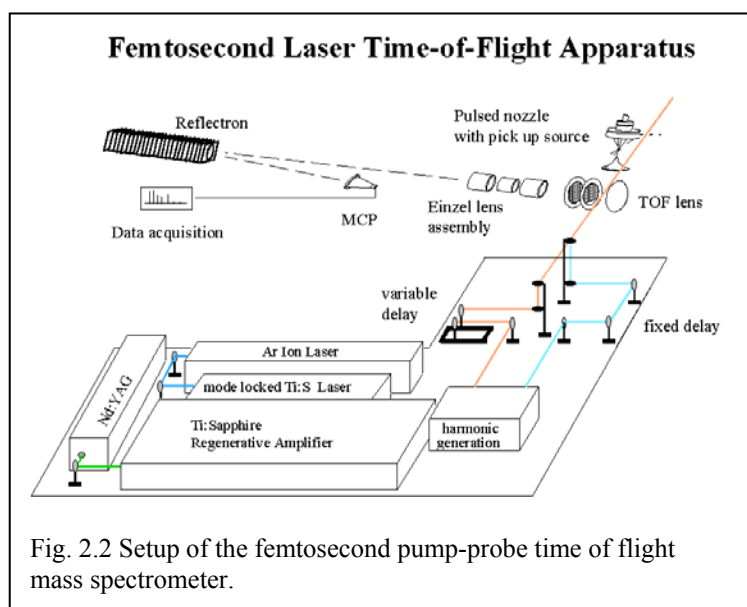 Femtosecond Laser Time-of-Flight Apparatus
Reflectron
Pulsed nozzle
with pick up source
Data acquisition
MCP
Einzel lens
assembly
TOF lens
variable
delay
fixed delay
Nd:YAG
Ar Ion Laser
mode locked Ti:S Laser
Ti:Sapphire
Regenerative Amplifier
harmonic
generation
Fig. 2.2 Setup of the femtosecond pump-probe time of flight
mass spectrometer.